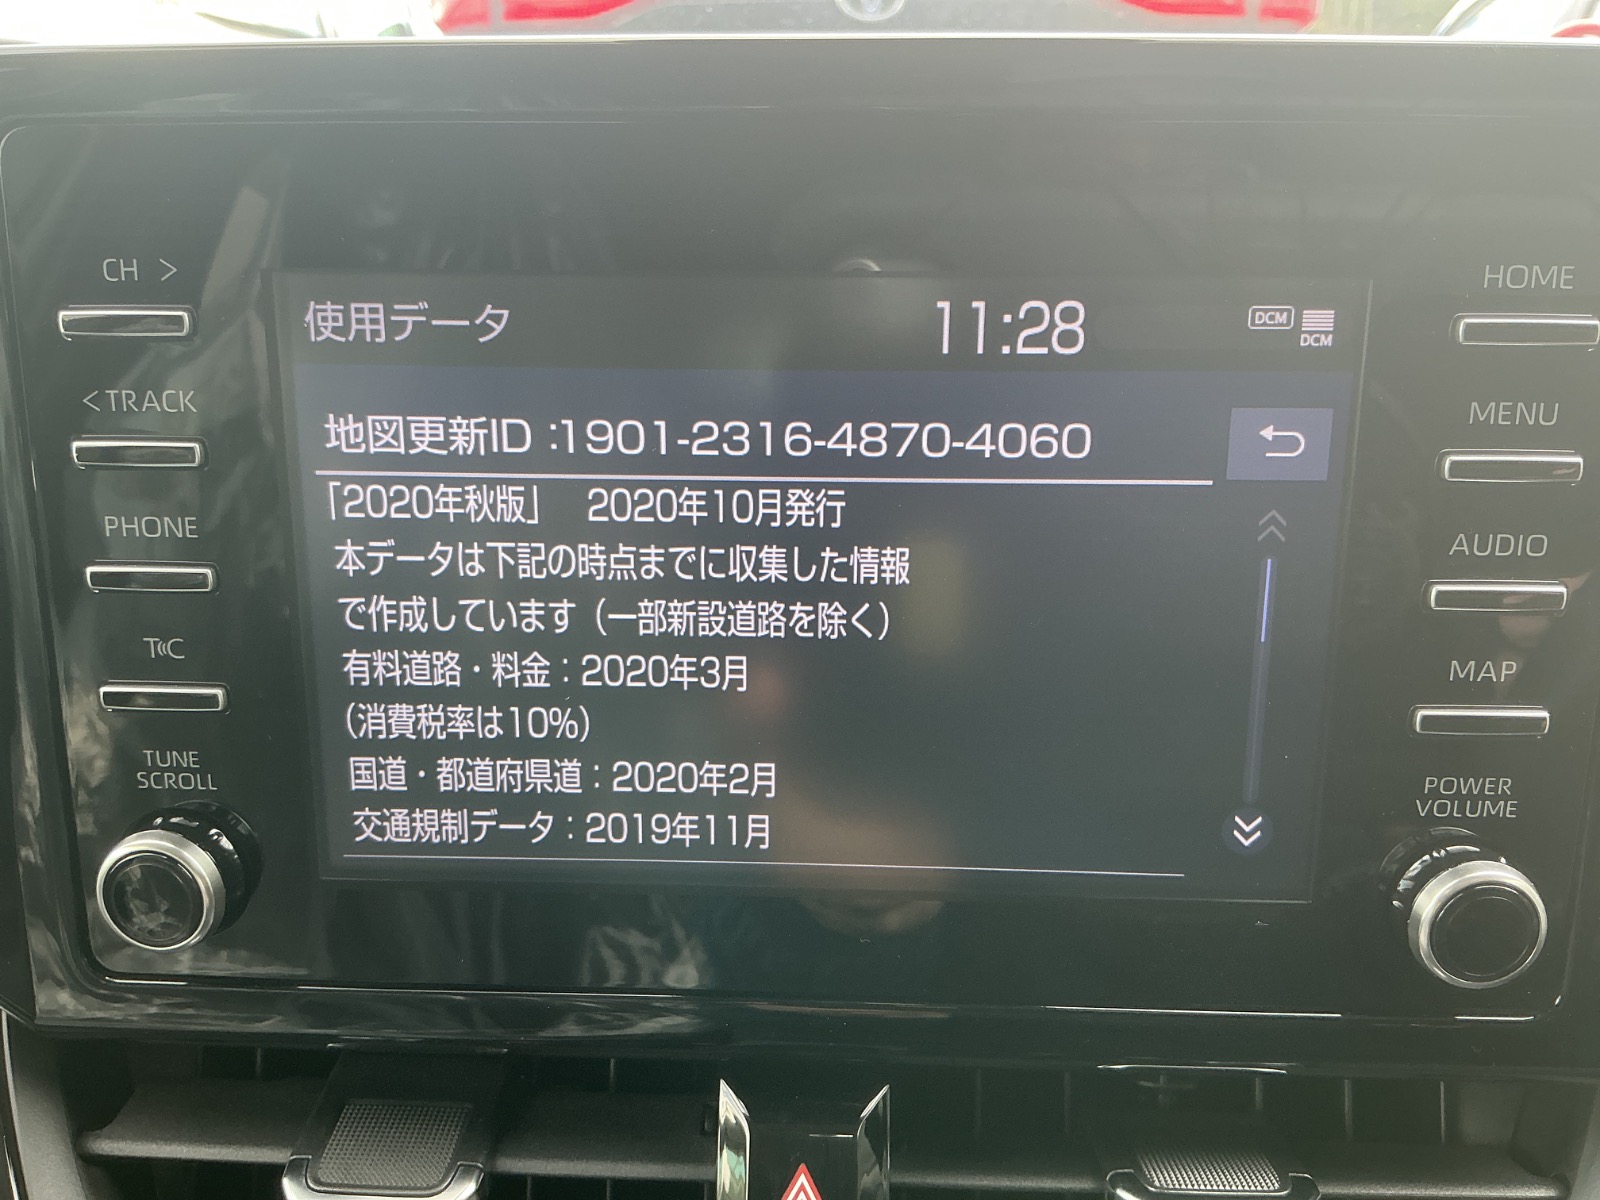 使用データ 11:28 DCM DCM
地図更新ID：1901-2316-4870-4060
「2020年秋版」 2020年10月発行
本データは下記の時点までに収集した情報
で作成しています（一部新設道路を除く）
有料道路・料金：2020年3月
（消費税率は10%）
国道・都道府県道：2020年2月
交通規制データ：2019年11月
CH >
< TRACK
PHONE
T C
TUNE
SCROLL
HOME
MENU
AUDIO
MAP
POWER
VOLUME